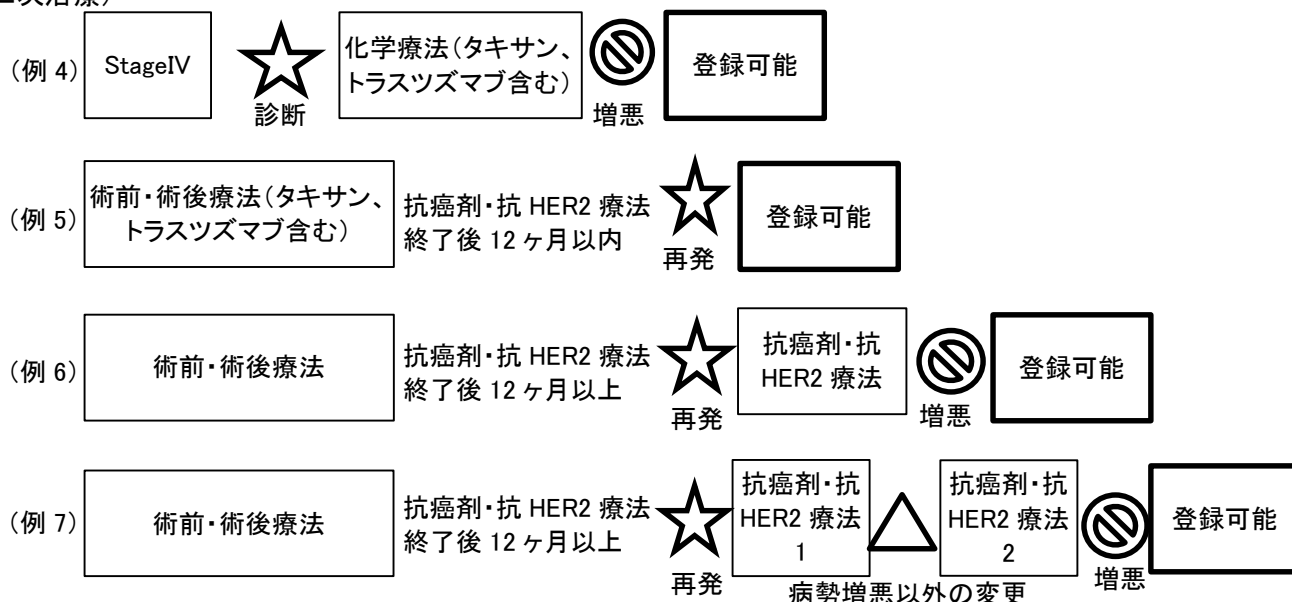 二次治療)
(例 4)
StageⅣ
診断
化学療法(タキサン、
トラスツズマブ含む)
増悪
登録可能
(例 5)
術前・術後療法(タキサン、
トラスツズマブ含む)
抗癌剤・抗 HER2 療法
終了後 12 ヶ月以内
再発
登録可能
(例 6)
術前・術後療法
抗癌剤・抗 HER2 療法
終了後 12 ヶ月以上
再発
抗癌剤・抗
HER2 療法
増悪
登録可能
(例 7)
術前・術後療法
抗癌剤・抗 HER2 療法
終了後 12 ヶ月以上
再発
抗癌剤・抗
HER2 療法
1
病勢増悪以外の変更
抗癌剤・抗
HER2 療法
2
増悪
登録可能